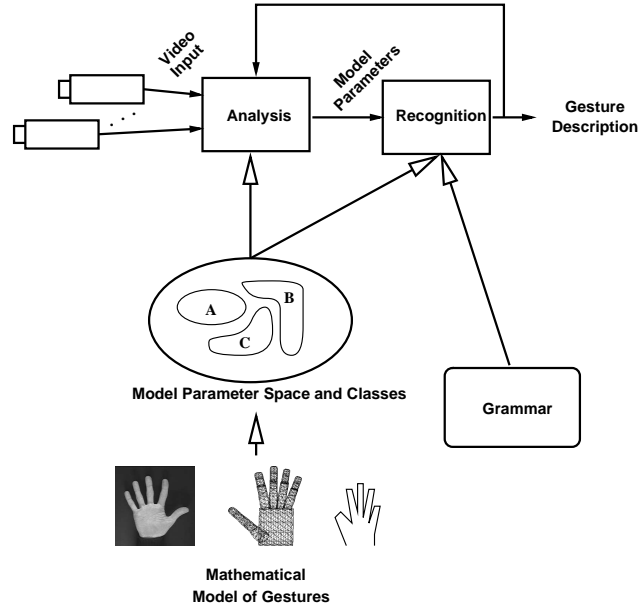 Video
Input
Analysis
Model
Parameters
Recognition
Gesture
Description
A
B
C
Model Parameter Space and Classes
Grammar
Mathematical
Model of Gestures